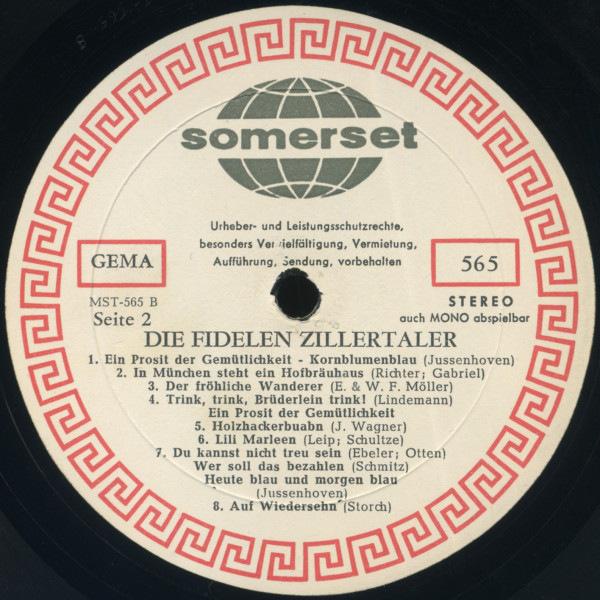 somerset
Urheber- und Leistungsschutzrechte,
besonders Vervielfältigung, Vermietung,
Aufführung, Sendung, vorbehalten
GEMA
565
MST-565 B
Seite 2
STEREO
auch MONO abspielbar
DIE FIDELEN ZILLERTALER
1. Ein Prosit der Gemütlichkeit - Kornblumenblau (Jussenhoven)
2. In München steht ein Hofbräuhaus (Richter; Gabriel)
3. Der fröhliche Wanderer (E. & W. F. Möller)
4. Trink, trink, Brüderlein trink! (Lindemann)
Ein Prosit der Gemütlichkeit
5. Holzhackerbuabn (J. Wagner)
6. Lili Marleen (Leip; Schultze)
7. Du kannst nicht treu sein (Ebeler; Otten)
Wer soll das bezahlen (Schmitz)
Heute blau und morgen blau
(Jussenhoven)
8. Auf Wiedersehn (Storch)